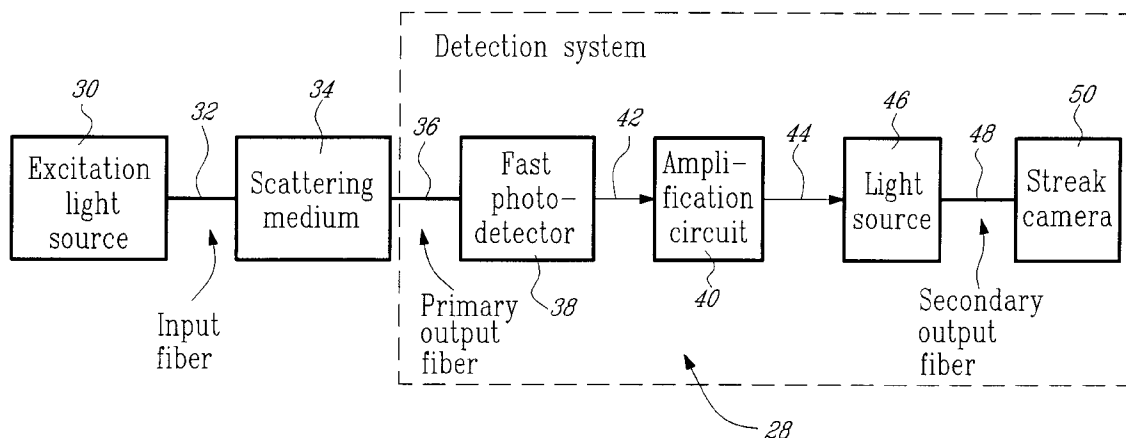 Detection system
30
32
34
36
42
44
46
48
50
Excitation
light
source
Scattering
medium
Fast
photo-
detector
Ampli-
fication
circuit
Light
source
Streak
camera
38
40
Input
fiber
Primary
output
fiber
Secondary
output
fiber
28